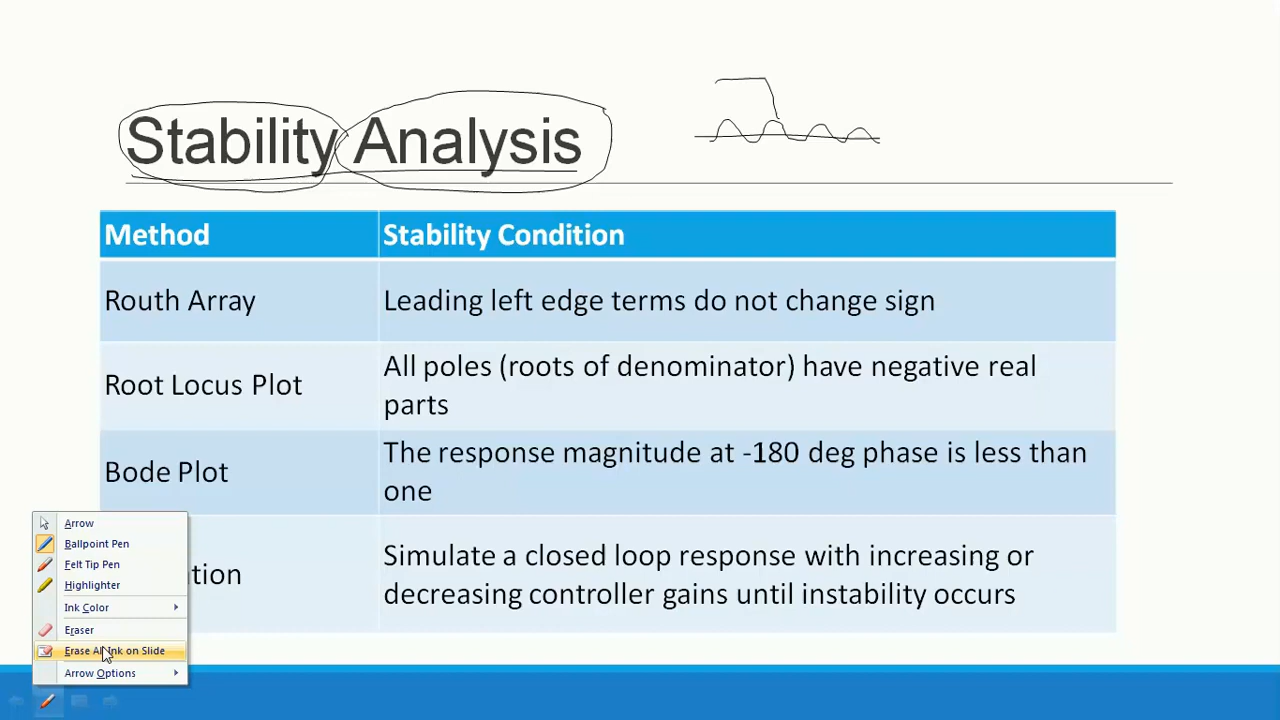 Stability Analysis
Method
Stability Condition
Routh Array
Leading left edge terms do not change sign
Root Locus Plot
All poles (roots of denominator) have negative real
parts
Bode Plot
The response magnitude at -180 deg phase is less than
one
tion
Simulate a closed loop response with increasing or
decreasing controller gains until instability occurs
Arrow
Ballpoint Pen
Felt Tip Pen
Highlighter
Ink Color
Eraser
Erase All Ink on Slide
Arrow Options